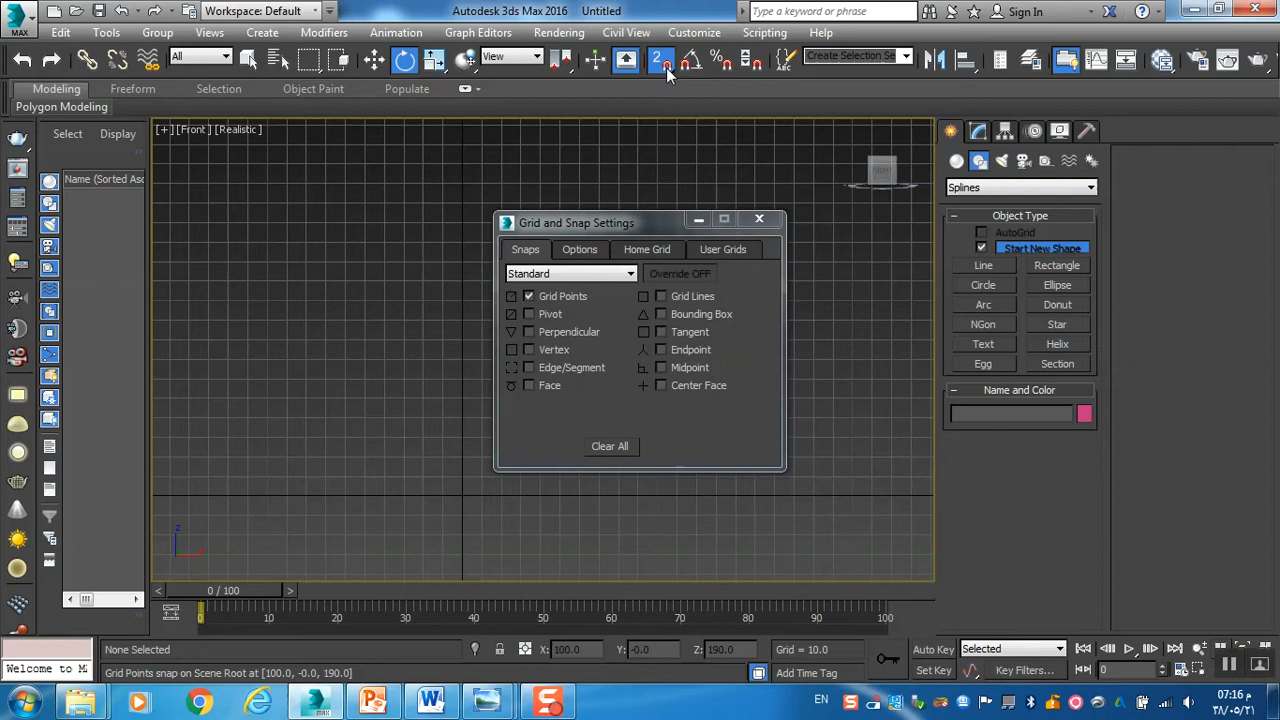 MAX
Workspace: Default
Autodesk 3ds Max 2016 Untitled
Type a keyword or phrase
Sign In
Edit Tools Group Views Create Modifiers Animation Graph Editors Rendering Civil View Customize Scripting Help
All
View
2
Create Selection Se
Modeling Freeform Selection Object Paint Populate
Polygon Modeling
Select Display
Name (Sorted Asc
[+] [Front] [Realistic]
Splines
Object Type
AutoGrid
Start New Shape
Line Rectangle
Circle Ellipse
Arc Donut
NGon Star
Text Helix
Egg Section
Name and Color
Grid and Snap Settings
Snaps Options Home Grid User Grids
Standard Override OFF
Grid Points Grid Lines
Pivot Bounding Box
Perpendicular Tangent
Vertex Endpoint
Edge/Segment Midpoint
Face Center Face
Clear All
z
x
0 / 100
0 10 20 30 40 50 60 70 80 90 100
None Selected X: 100.0 Y: -0.0 Z: 190.0 Grid = 10.0 Auto Key Selected
Welcome to M Grid Points snap on Scene Root at [100.0, -0.0, 190.0] Add Time Tag Set Key Key Filters... 0
EN
07:16 م
٣٨/٠٥/٢١